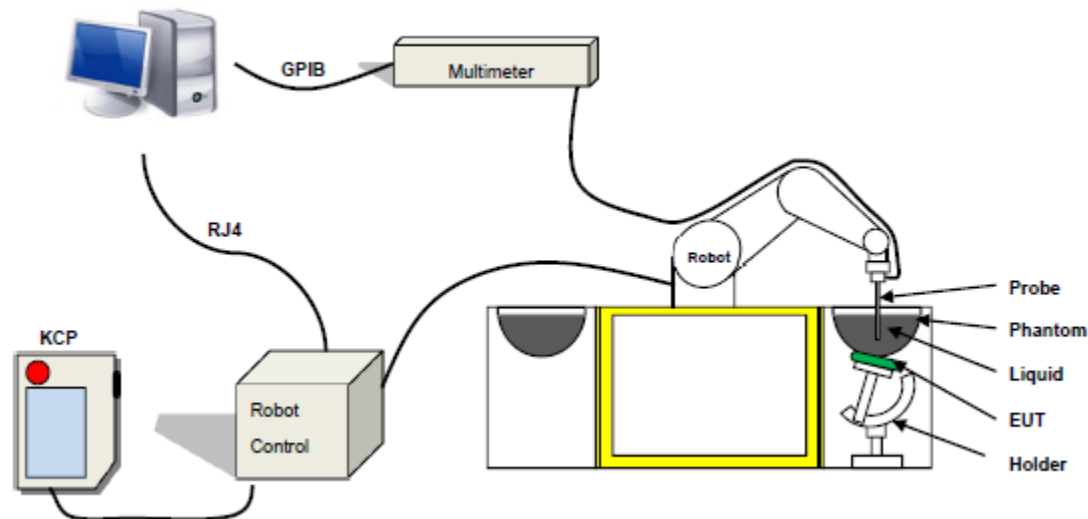 GPIB
Multimeter
RJ4
Robot
Probe
Phantom
KCP
Liquid
Robot
Control
EUT
Holder